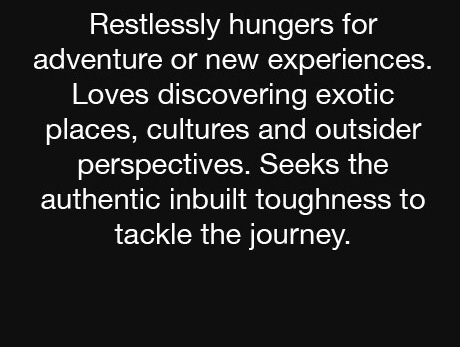 Restlessly hungers for
adventure or new experiences.
Loves discovering exotic
places, cultures and outsider
perspectives. Seeks the
authentic inbuilt toughness to
tackle the journey.